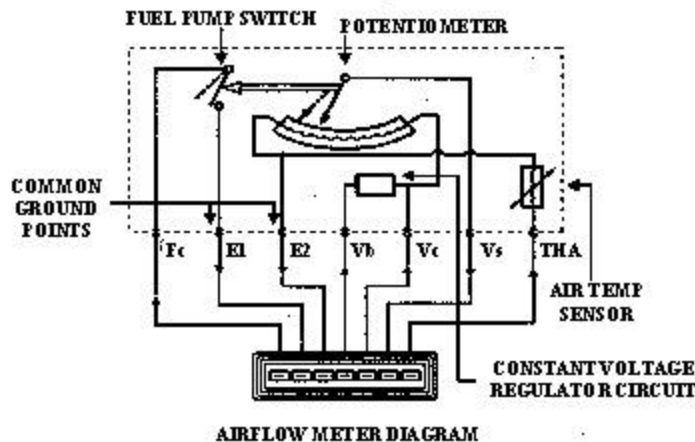 FUEL PUMP SWITCH
POTENTIOMETER
COMMON
GROUND
POINTS
Fc E1 E2 Vb Vc Vs THA
AIR TEMP
SENSOR
CONSTANT VOLTAGE
REGULATOR CIRCUIT
AIRFLOW METER DIAGRAM